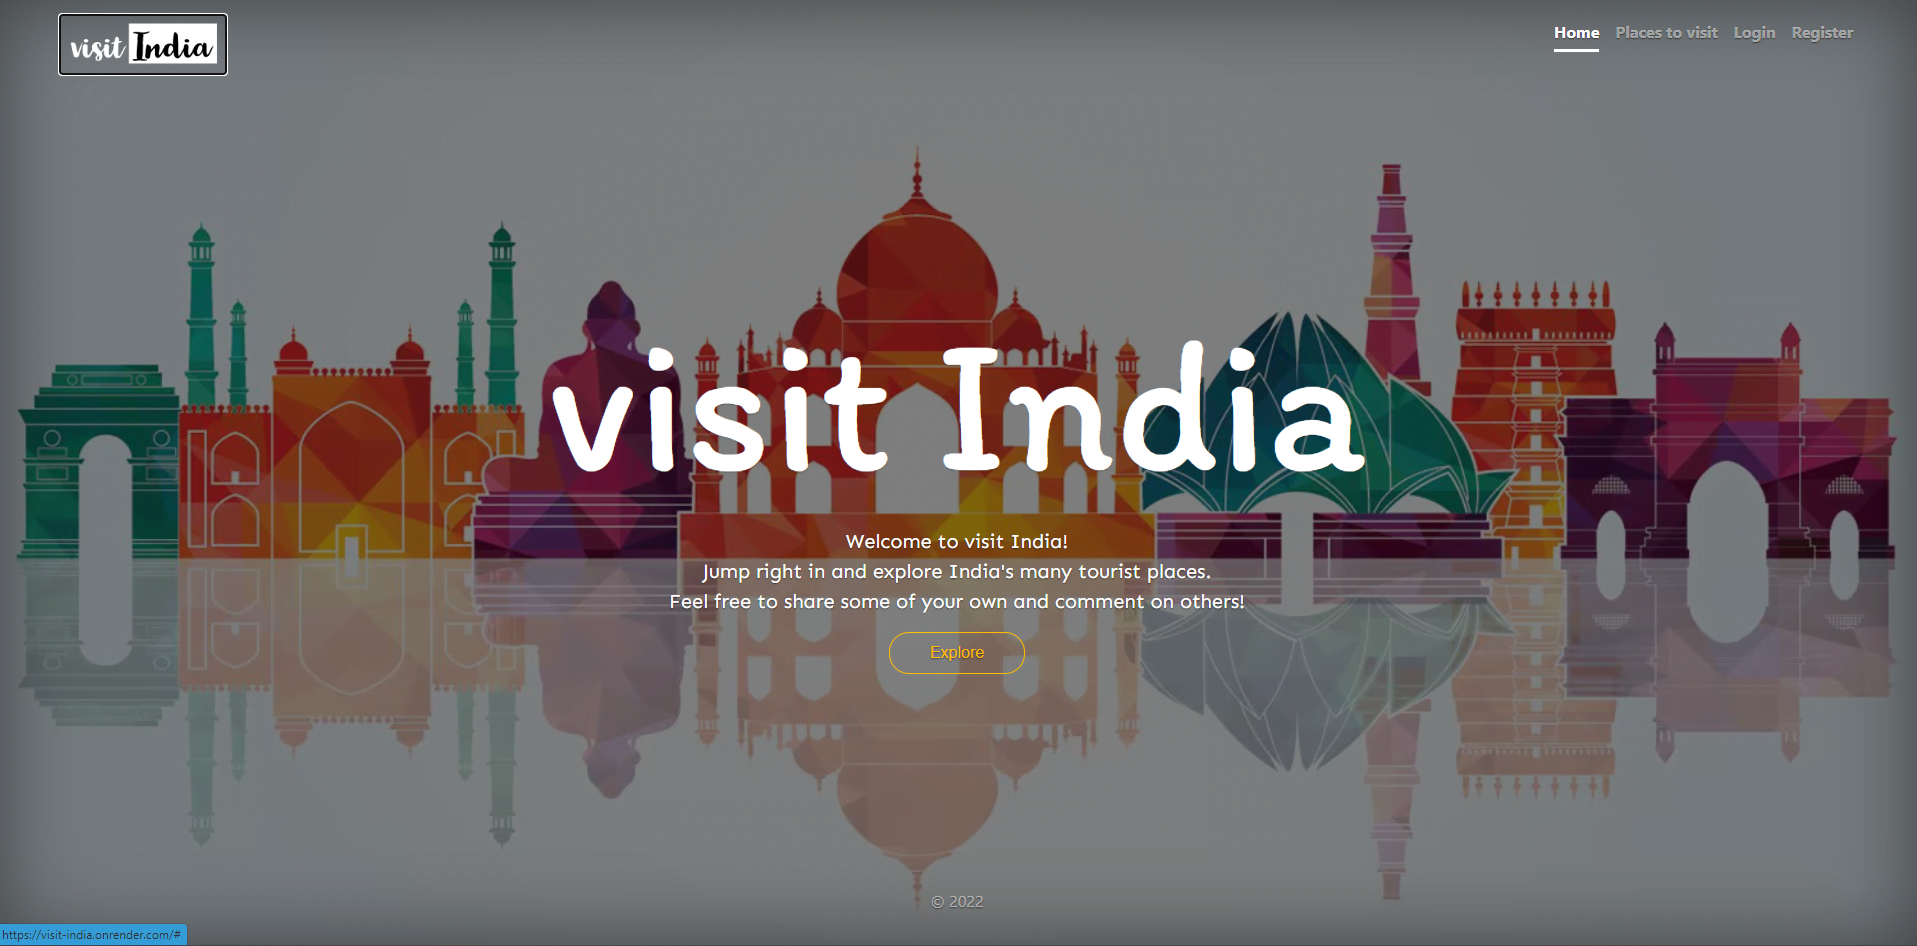 visit India
Home Places to visit Login Register
visit India
Welcome to visit India!
Jump right in and explore India's many tourist places.
Feel free to share some of your own and comment on others!
Explore
© 2022
https://visit-india.onrender.com/#